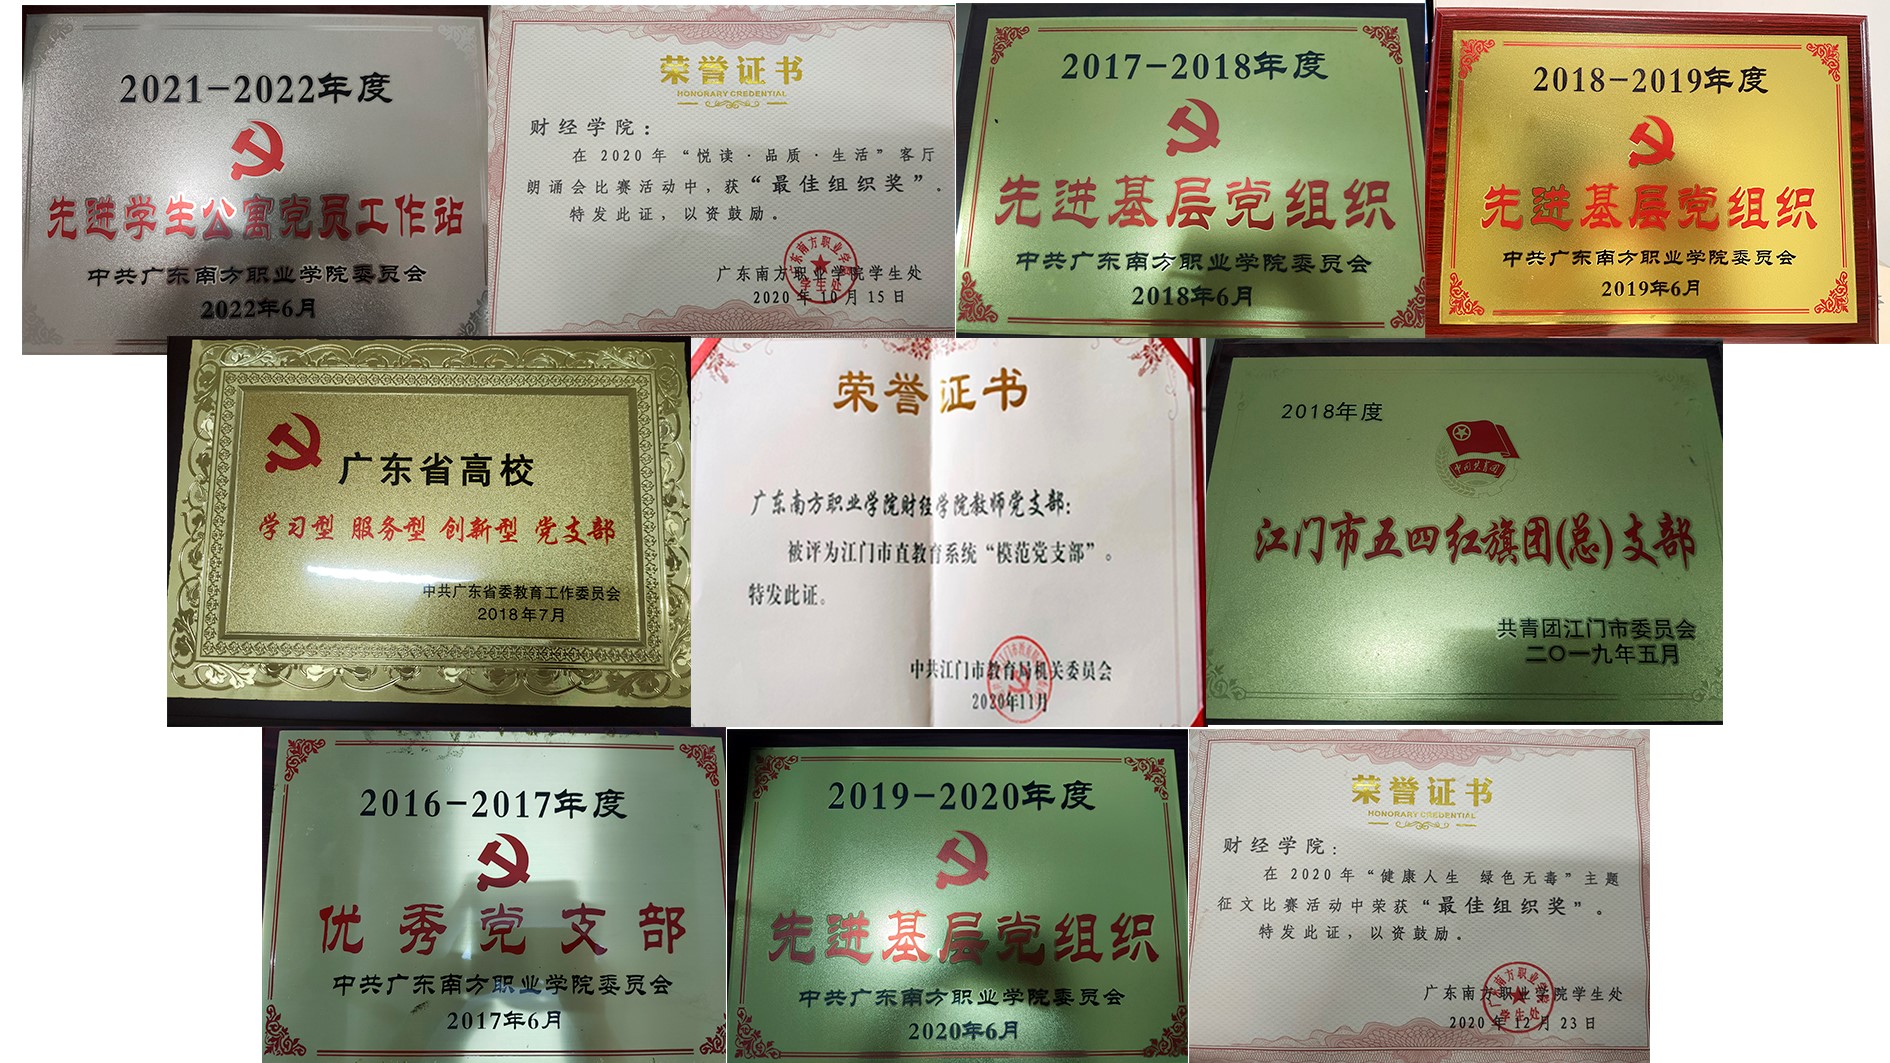 2021-2022年度
先进学生公寓党员工作站
中共广东南方职业学院委员会
2022年6月
荣誉证书
HONORARY CREDENTIAL
财经学院：
在2020年“悦读·品质·生活”客厅
朗诵会比赛活动中，获“最佳组织奖”。
特发此证，以资鼓励。
广东南方职业学院学生处
2020年10月15日
2017-2018年度
先进基层党组织
中共广东南方职业学院委员会
2018年6月
2018-2019年度
先进基层党组织
中共广东南方职业学院委员会
2019年6月
广东省高校
学习型 服务型 创新型 党支部
中共广东省委教育工作委员会
2018年7月
荣誉证书
广东南方职业学院财经学院教师党支部：
被评为江门市直教育系统“模范党支部”。
特发此证。
中共江门市教育局机关委员会
2020年11月
2018年度
中国共青团
江门市五四红旗团(总)支部
共青团江门市委员会
二〇一九年五月
2016-2017年度
优秀党支部
中共广东南方职业学院委员会
2017年6月
2019-2020年度
先进基层党组织
中共广东南方职业学院委员会
2020年6月
荣誉证书
HONORARY CREDENTIAL
财经学院：
在2020年“健康人生 绿色无毒”主题
征文比赛活动中荣获“最佳组织奖”。
特发此证，以资鼓励。
广东南方职业学院学生处
2020年12月23日